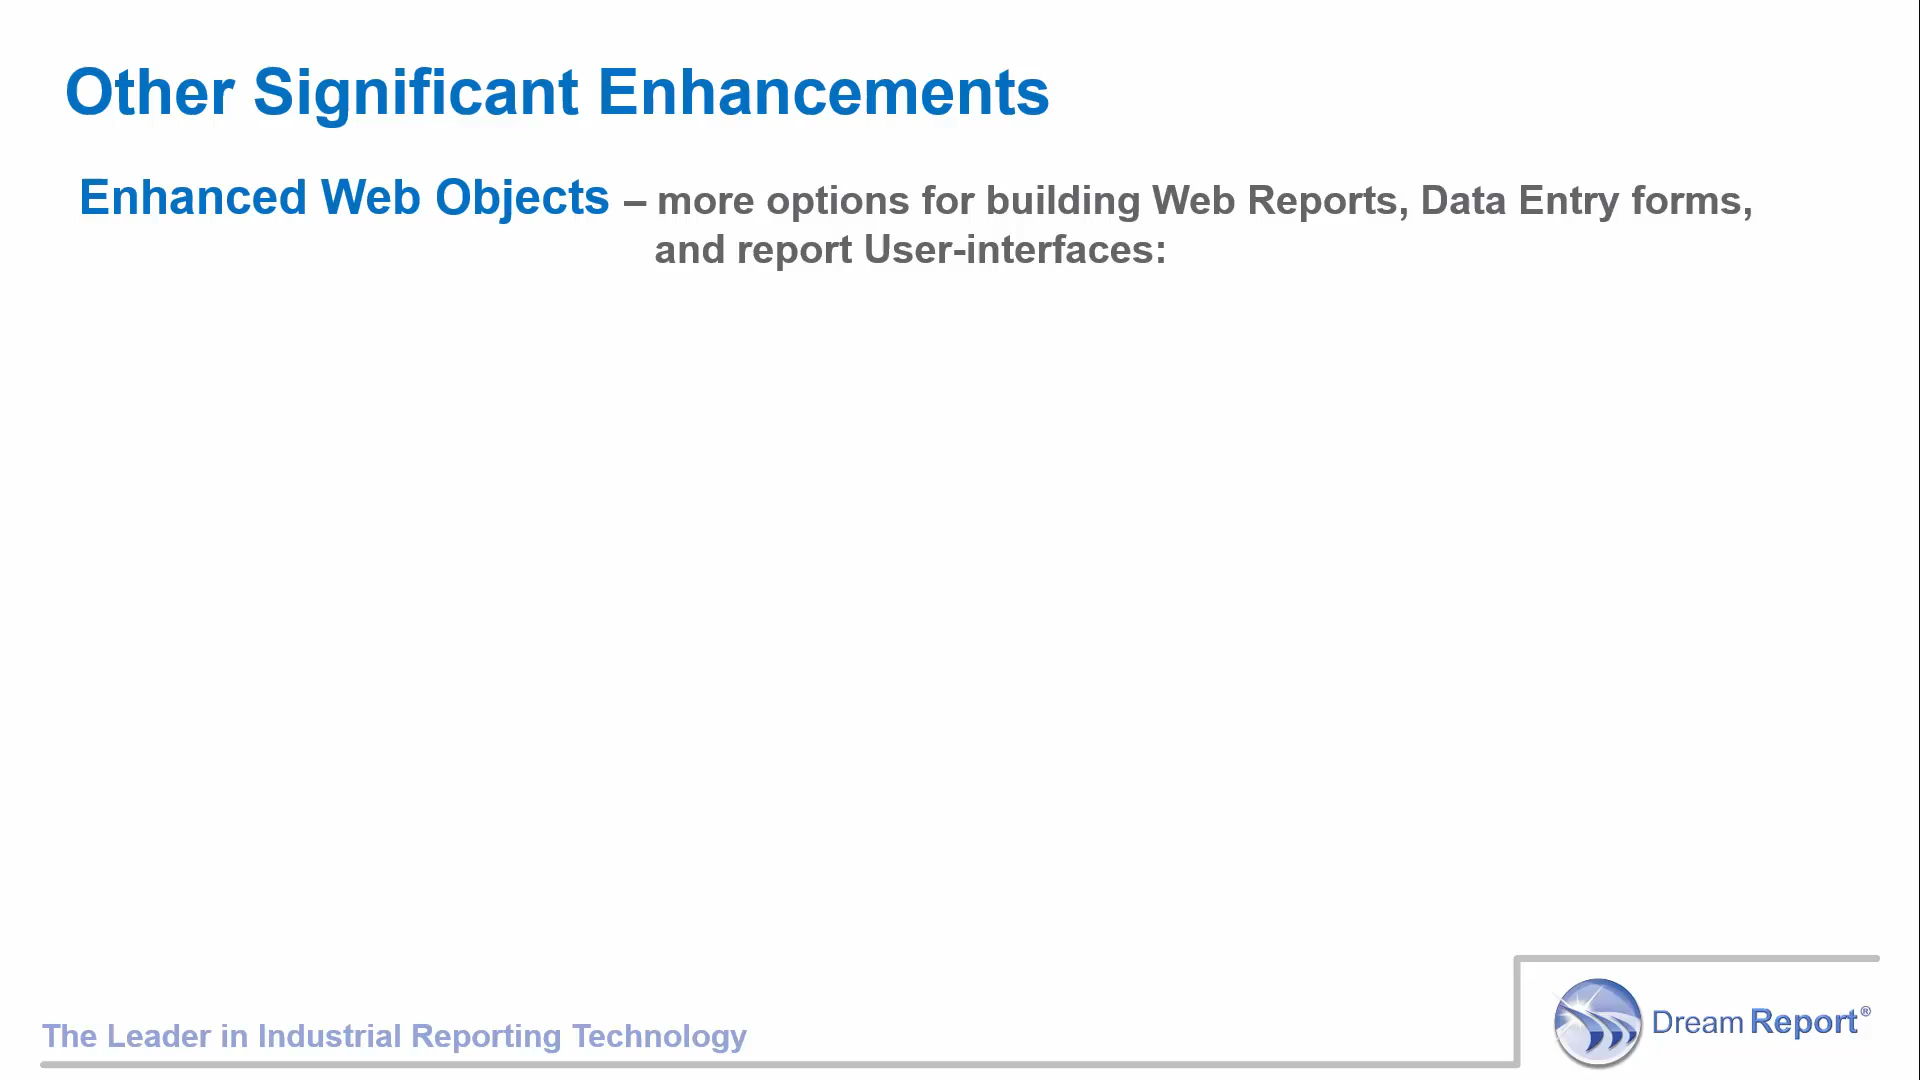 Other Significant Enhancements
Enhanced Web Objects – more options for building Web Reports, Data Entry forms,
and report User-interfaces:
The Leader in Industrial Reporting Technology
Dream Report®